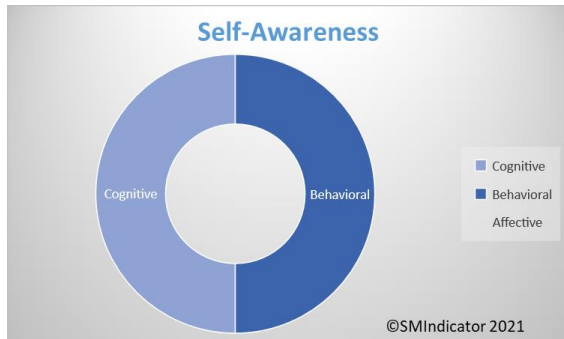 Self-Awareness
Cognitive
Behavioral
Cognitive
Behavioral
Affective
©SMIndicator 2021